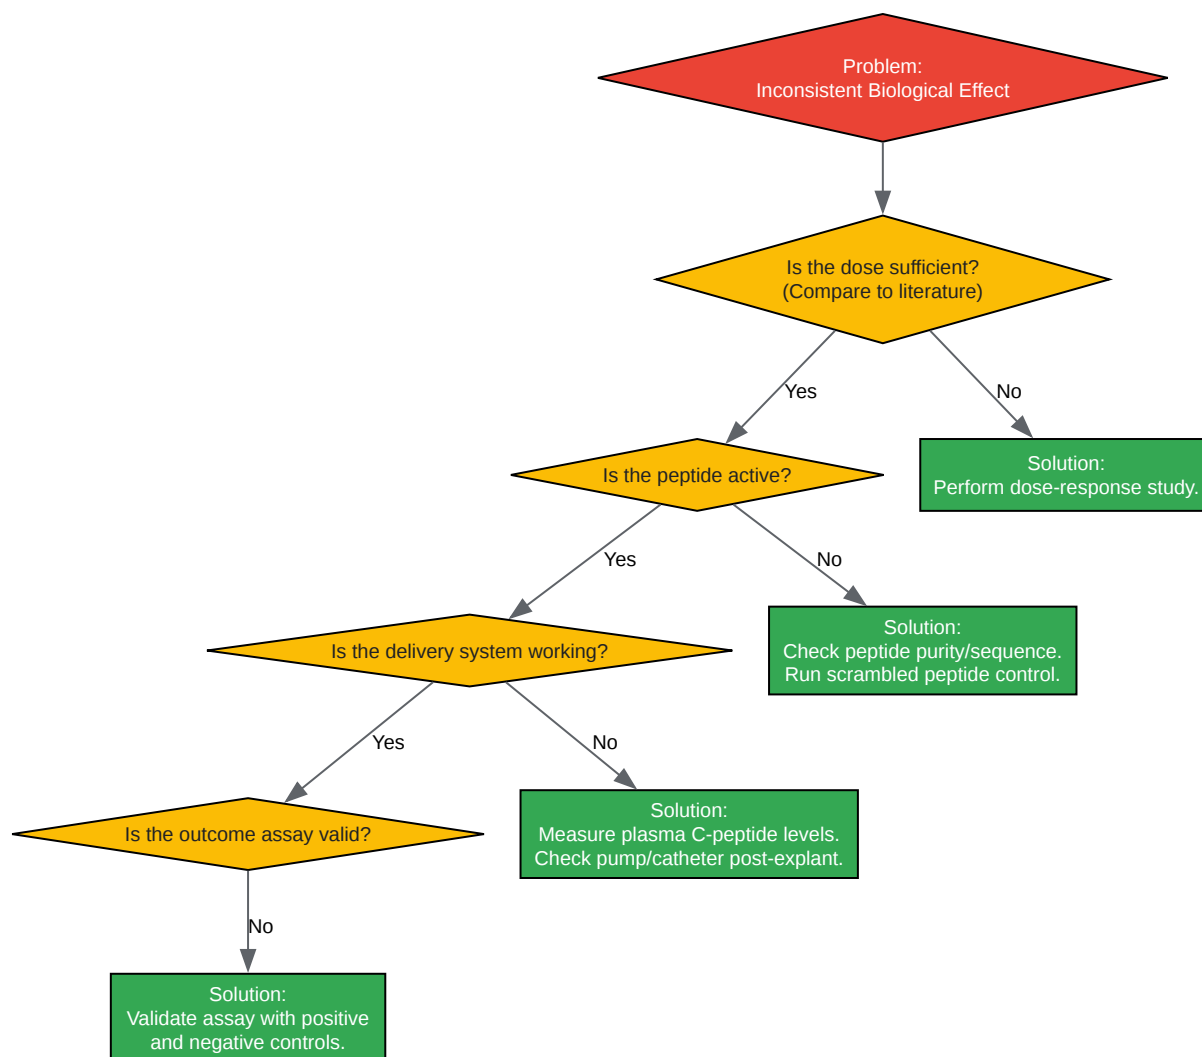 Problem:
Inconsistent Biological Effect
Is the dose sufficient?
(Compare to literature)
Yes
No
Is the peptide active?
Solution:
Perform dose-response study.
Yes
No
Is the delivery system working?
Solution:
Check peptide purity/sequence.
Run scrambled peptide control.
Yes
No
Is the outcome assay valid?
Solution:
Measure plasma C-peptide levels.
Check pump/catheter post-explant.
No
Solution:
Validate assay with positive
and negative controls.